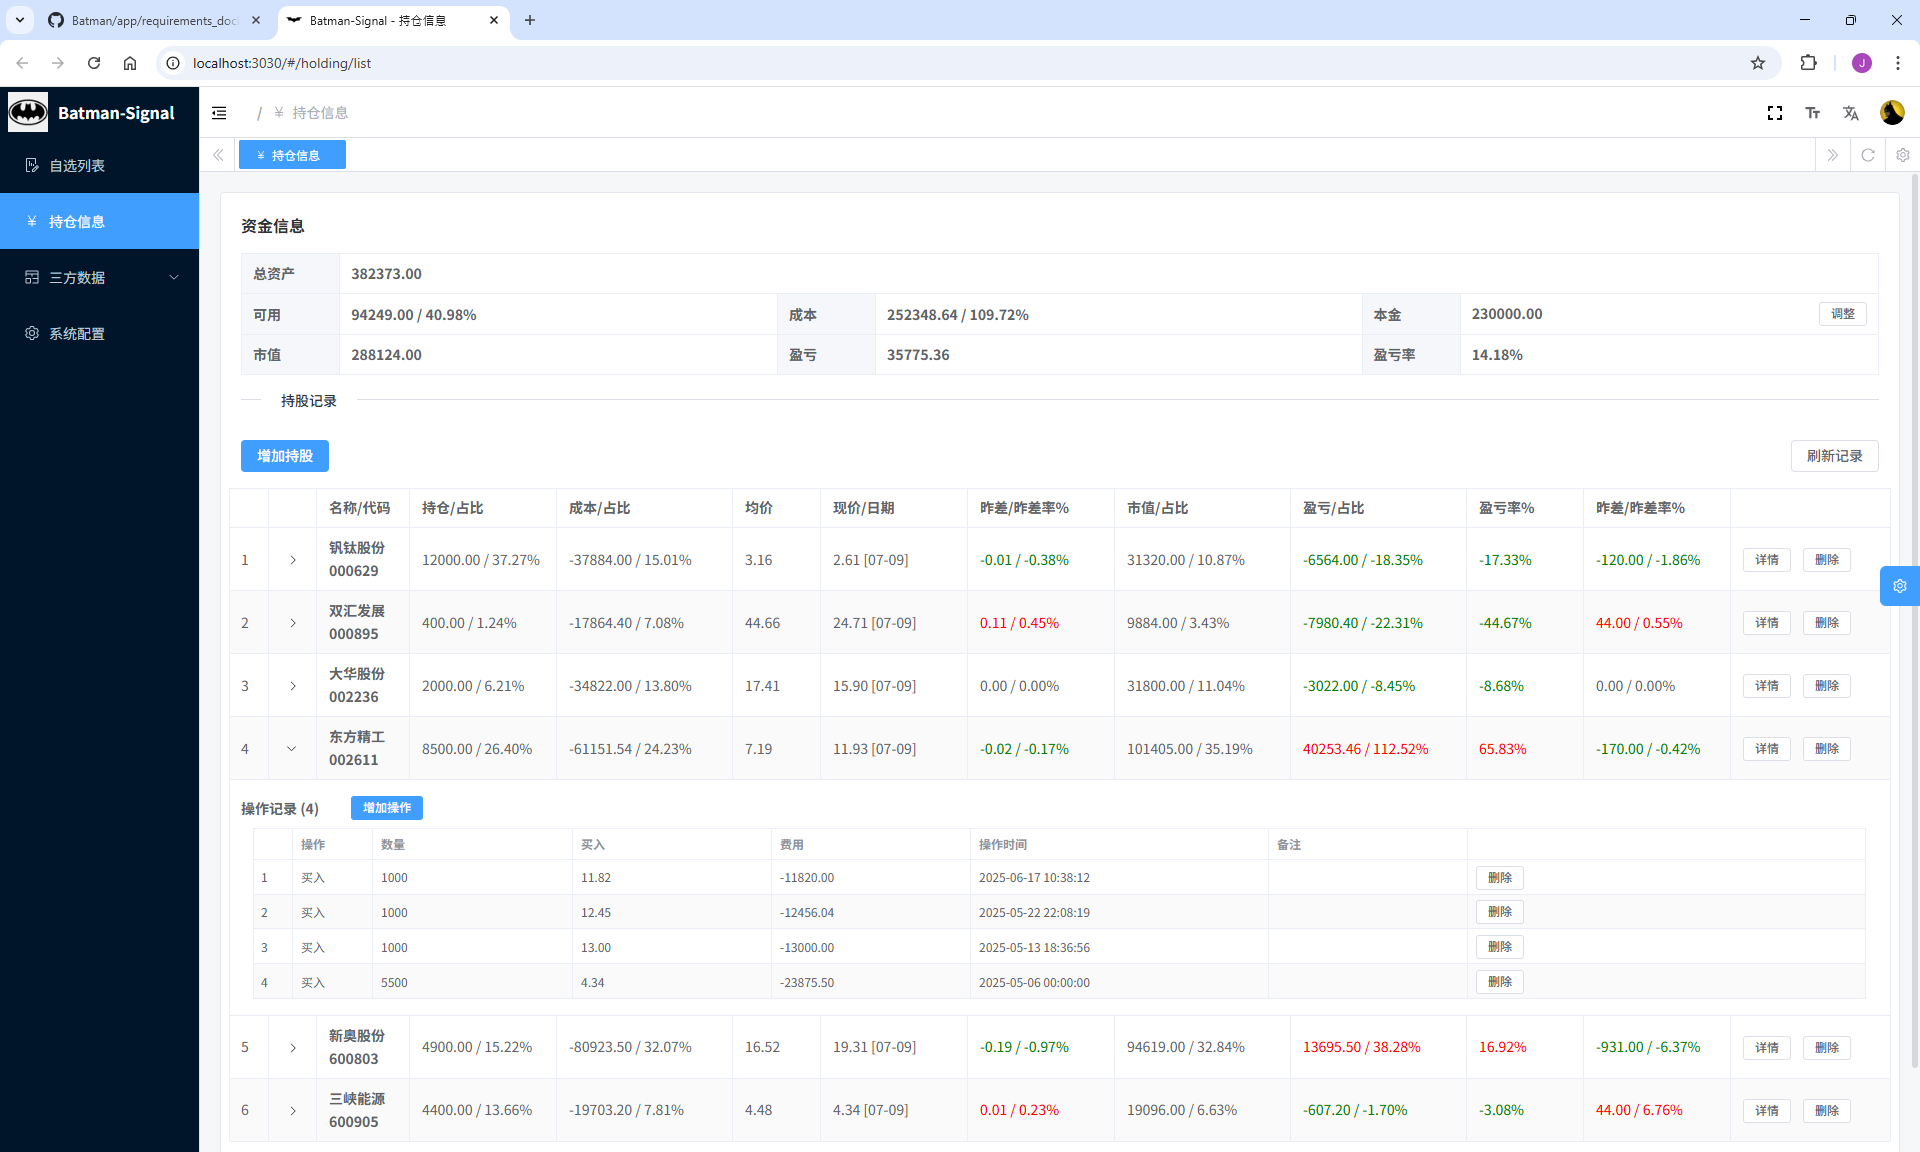 Batman/app/requirements_doc
Batman-Signal - 持仓信息
localhost:3030/#/holding/list
J
Batman-Signal
/ ¥ 持仓信息
¥ 持仓信息
自选列表
¥ 持仓信息
三方数据
系统配置
资金信息
总资产 382373.00
可用 94249.00 / 40.98% 成本 252348.64 / 109.72% 本金 230000.00 调整
市值 288124.00 盈亏 35775.36 盈亏率 14.18%
持股记录
增加持股 刷新记录
名称/代码 持仓/占比 成本/占比 均价 现价/日期 昨差/昨差率% 市值/占比 盈亏/占比 盈亏率% 昨差/昨差率%
1 钒钛股份 000629 12000.00 / 37.27% -37884.00 / 15.01% 3.16 2.61 [07-09] -0.01 / -0.38% 31320.00 / 10.87% -6564.00 / -18.35% -17.33% -120.00 / -1.86% 详情 删除
2 双汇发展 000895 400.00 / 1.24% -17864.40 / 7.08% 44.66 24.71 [07-09] 0.11 / 0.45% 9884.00 / 3.43% -7980.40 / -22.31% -44.67% 44.00 / 0.55% 详情 删除
3 大华股份 002236 2000.00 / 6.21% -34822.00 / 13.80% 17.41 15.90 [07-09] 0.00 / 0.00% 31800.00 / 11.04% -3022.00 / -8.45% -8.68% 0.00 / 0.00% 详情 删除
4 东方精工 002611 8500.00 / 26.40% -61151.54 / 24.23% 7.19 11.93 [07-09] -0.02 / -0.17% 101405.00 / 35.19% 40253.46 / 112.52% 65.83% -170.00 / -0.42% 详情 删除
操作记录 (4) 增加操作
操作 数量 买入 费用 操作时间 备注
1 买入 1000 11.82 -11820.00 2025-06-17 10:38:12 删除
2 买入 1000 12.45 -12456.04 2025-05-22 22:08:19 删除
3 买入 1000 13.00 -13000.00 2025-05-13 18:36:56 删除
4 买入 5500 4.34 -23875.50 2025-05-06 00:00:00 删除
5 新奥股份 600803 4900.00 / 15.22% -80923.50 / 32.07% 16.52 19.31 [07-09] -0.19 / -0.97% 94619.00 / 32.84% 13695.50 / 38.28% 16.92% -931.00 / -6.37% 详情 删除
6 三峡能源 600905 4400.00 / 13.66% -19703.20 / 7.81% 4.48 4.34 [07-09] 0.01 / 0.23% 19096.00 / 6.63% -607.20 / -1.70% -3.08% 44.00 / 6.76% 详情 删除